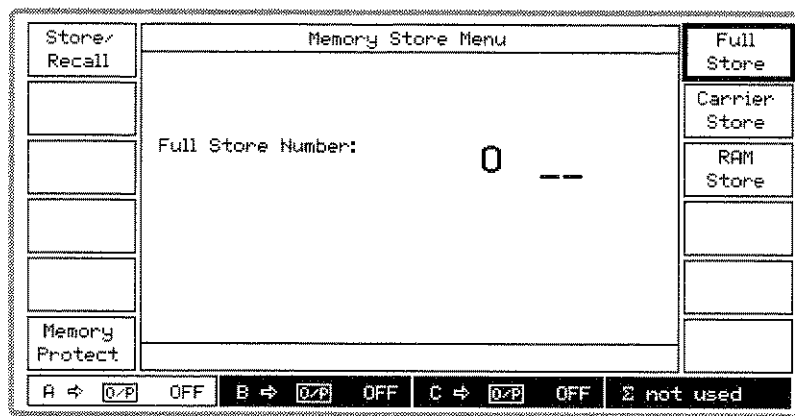 Store/
Recall
Memory Store Menu
Full
Store
Carrier
Store
Full Store Number:
0 __
RAM
Store
Memory
Protect
A ⇨ O/P OFF B ⇨ O/P OFF C ⇨ O/P OFF Σ not used